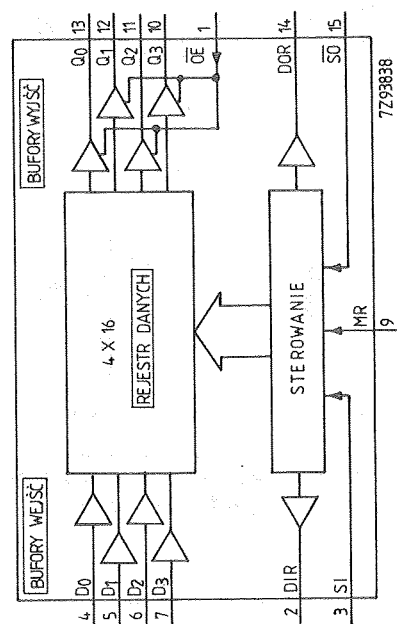 BUFORY WEJŚĆ
BUFORY WYJŚĆ
4 D0
5 D1
6 D2
7 D3
4 X 16
REJESTR DANYCH
Q0 13
Q1 12
Q2 11
Q3 10
OE 1
STEROWANIE
2 DIR
3 SI
MR
9
DOR 14
SO 15
7Z93838